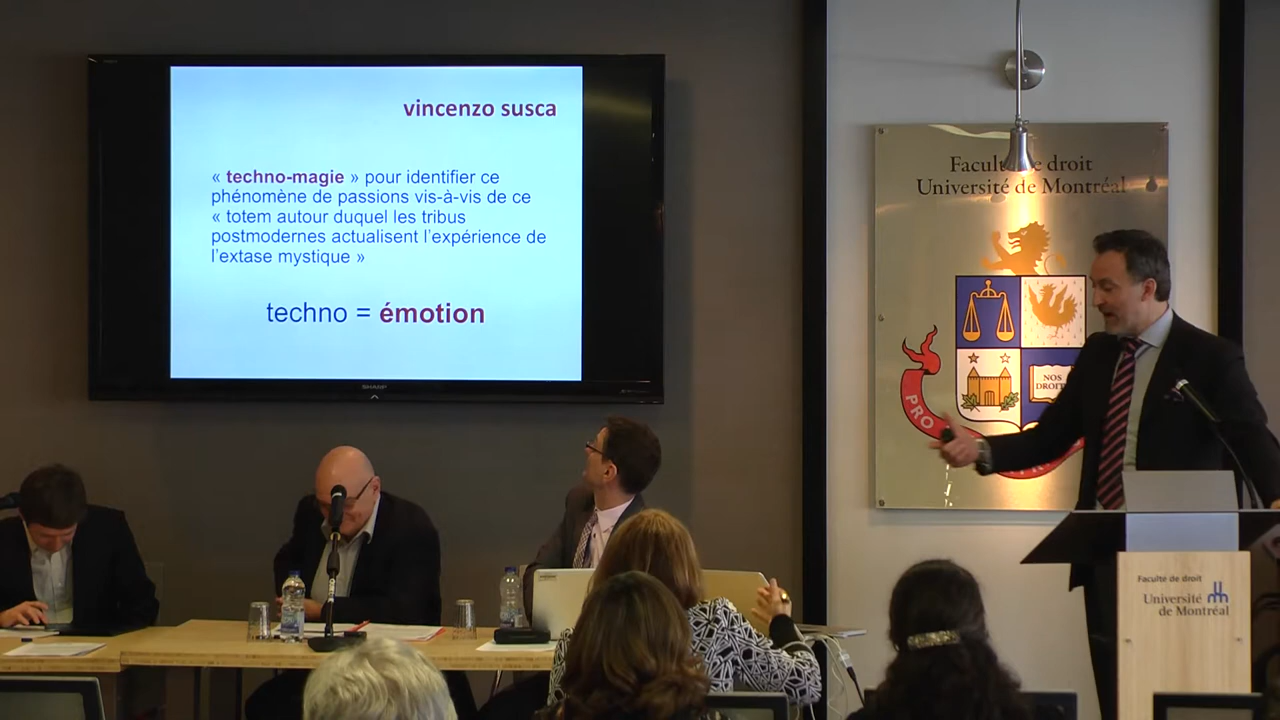 vincenzo susca
« techno-magie » pour identifier ce
phénomène de passions vis-à-vis de ce
« totem autour duquel les tribus
postmodernes actualisent l'expérience de
l'extase mystique »
techno = émotion
SHARP
Faculté de droit
Université de Montréal
NOS
DROIT
PRO
Faculté de droit
Université
de Montréal